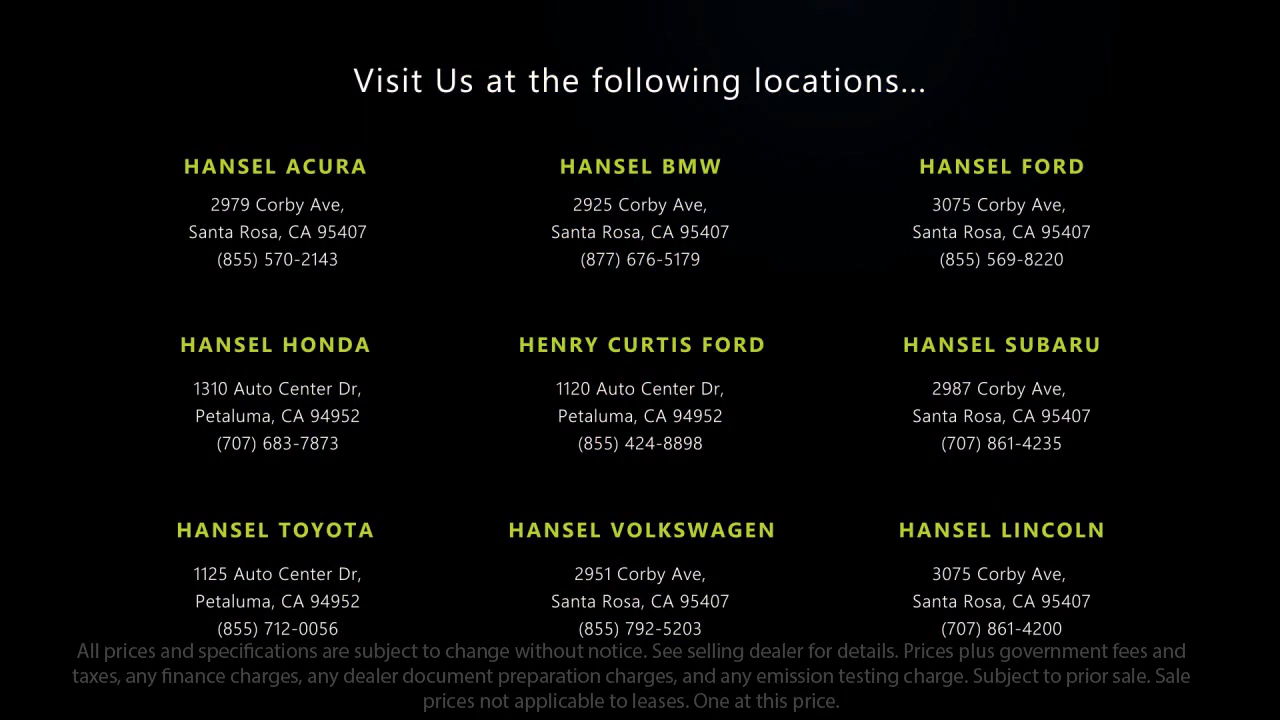 Visit Us at the following locations...
HANSEL ACURA
2979 Corby Ave,
Santa Rosa, CA 95407
(855) 570-2143
HANSEL BMW
2925 Corby Ave,
Santa Rosa, CA 95407
(877) 676-5179
HANSEL FORD
3075 Corby Ave,
Santa Rosa, CA 95407
(855) 569-8220
HANSEL HONDA
1310 Auto Center Dr,
Petaluma, CA 94952
(707) 683-7873
HENRY CURTIS FORD
1120 Auto Center Dr,
Petaluma, CA 94952
(855) 424-8898
HANSEL SUBARU
2987 Corby Ave,
Santa Rosa, CA 95407
(707) 861-4235
HANSEL TOYOTA
1125 Auto Center Dr,
Petaluma, CA 94952
(855) 712-0056
HANSEL VOLKSWAGEN
2951 Corby Ave,
Santa Rosa, CA 95407
(855) 792-5203
HANSEL LINCOLN
3075 Corby Ave,
Santa Rosa, CA 95407
(707) 861-4200
All prices and specifications are subject to change without notice. See selling dealer for details. Prices plus government fees and
taxes, any finance charges, any dealer document preparation charges, and any emission testing charge. Subject to prior sale. Sale
prices not applicable to leases. One at this price.